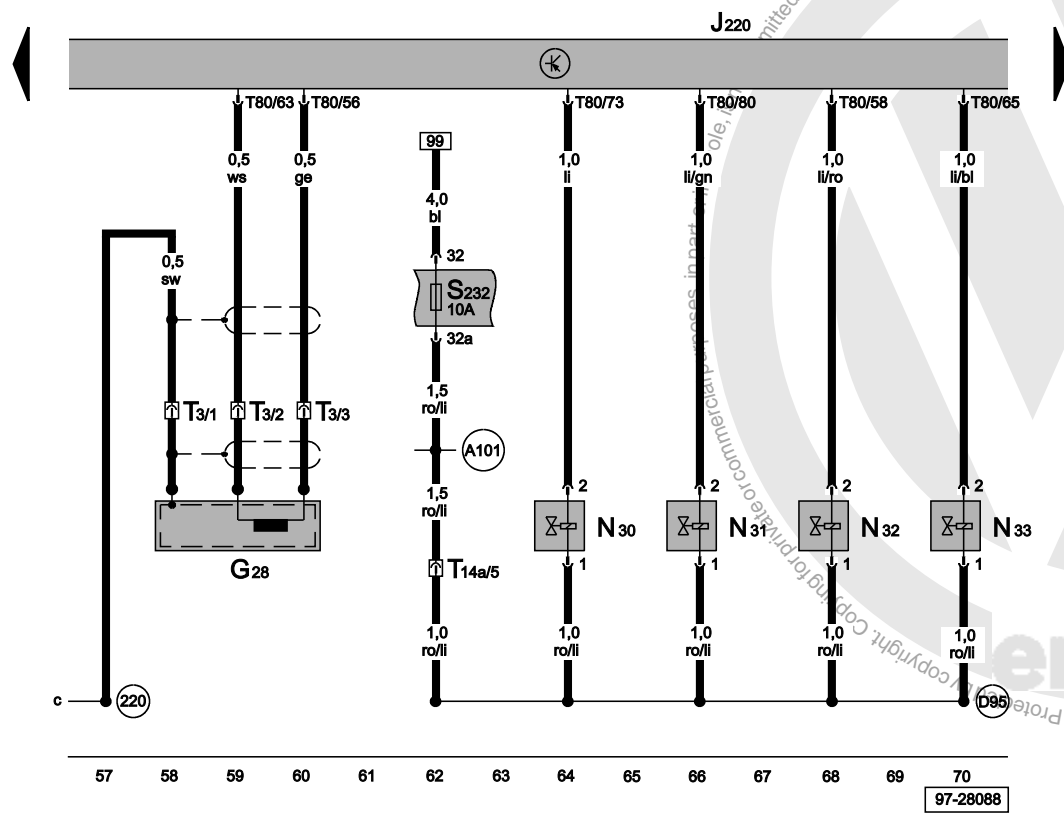 J220
T80/63 T80/56 T80/73 T80/80 T80/58 T80/65
99
0,5 ws
0,5 ge
1,0 li
1,0 li/gn
1,0 li/ro
1,0 li/bl
4,0 bl
0,5 sw
32
S232
10A
32a
1,5 ro/li
T3/1 T3/2 T3/3
A101
1,5 ro/li
2 2 2 2
N30 N31 N32 N33
1 1 1 1
G28
T14a/5
1,0 ro/li
1,0 ro/li
1,0 ro/li
1,0 ro/li
1,0 ro/li
c 220
D95
57 58 59 60 61 62 63 64 65 66 67 68 69 70
97-28088